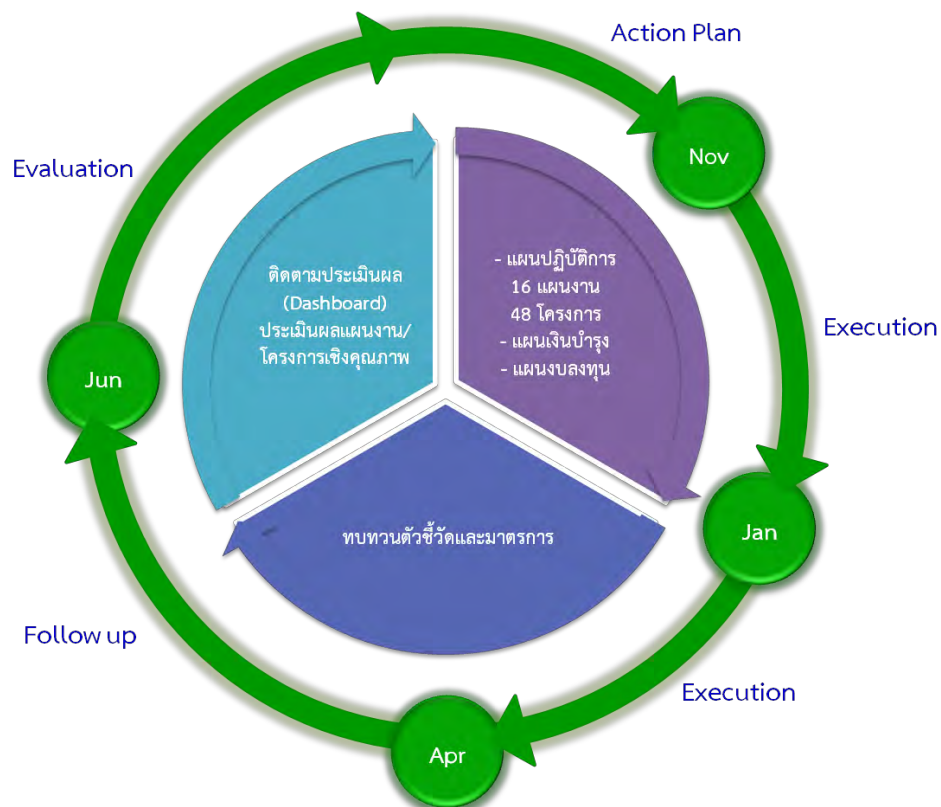 Action Plan
Nov
Evaluation
- แผนปฏิบัติการ
16 แผนงาน
48 โครงการ
- แผนเงินบำรุง
- แผนงบลงทุน
ติดตามประเมินผล
(Dashboard)
ประเมินผลแผนงาน/
โครงการเชิงคุณภาพ
Execution
Jun
Jan
ทบทวนตัวชี้วัดและมาตรการ
Follow up
Execution
Apr